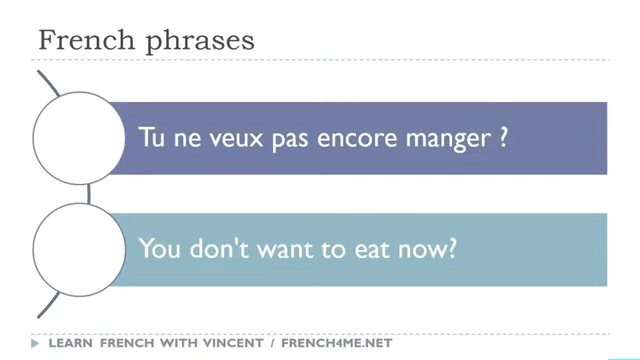 French phrases
Tu ne veux pas encore manger ?
You don't want to eat now?
LEARN FRENCH WITH VINCENT / FRENCH4ME.NET